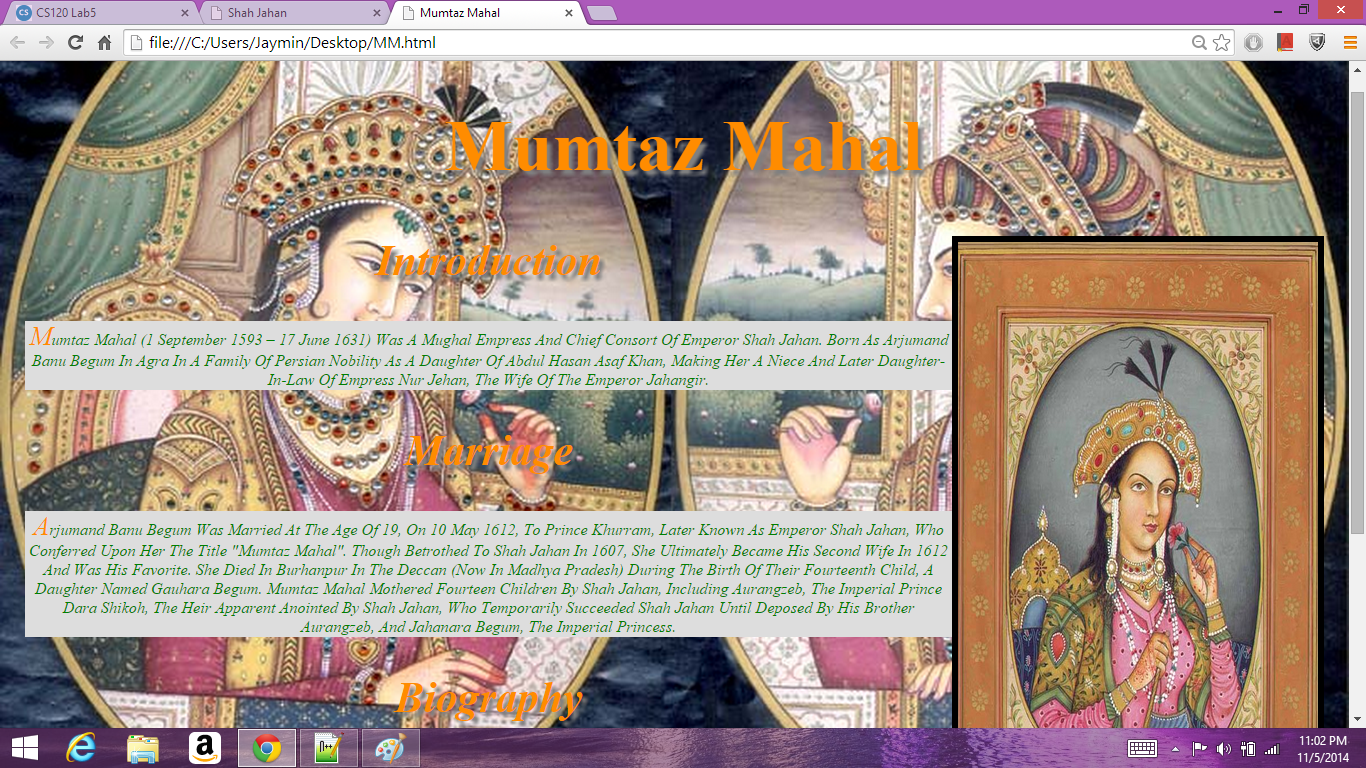 CS120 Lab5
Shah Jahan
Mumtaz Mahal
file:///C:/Users/Jaymin/Desktop/MM.html
Mumtaz Mahal
Introduction
Mumtaz Mahal (1 September 1593 – 17 June 1631) Was A Mughal Empress And Chief Consort Of Emperor Shah Jahan. Born As Arjumand
Banu Begum In Agra In A Family Of Persian Nobility As A Daughter Of Abdul Hasan Asaf Khan, Making Her A Niece And Later Daughter-
In-Law Of Empress Nur Jehan, The Wife Of The Emperor Jahangir.
Marriage
Arjumand Banu Begum Was Married At The Age Of 19, On 10 May 1612, To Prince Khurram, Later Known As Emperor Shah Jahan, Who
Conferred Upon Her The Title "Mumtaz Mahal". Though Betrothed To Shah Jahan In 1607, She Ultimately Became His Second Wife In 1612
And Was His Favorite. She Died In Burhanpur In The Deccan (Now In Madhya Pradesh) During The Birth Of Their Fourteenth Child, A
Daughter Named Gauhara Begum. Mumtaz Mahal Mothered Fourteen Children By Shah Jahan, Including Aurangzeb, The Imperial Prince
Dara Shikoh, The Heir Apparent Anointed By Shah Jahan, Who Temporarily Succeeded Shah Jahan Until Deposed By His Brother
Aurangzeb, And Jahanara Begum, The Imperial Princess.
Biography
11:02 PM
11/5/2014